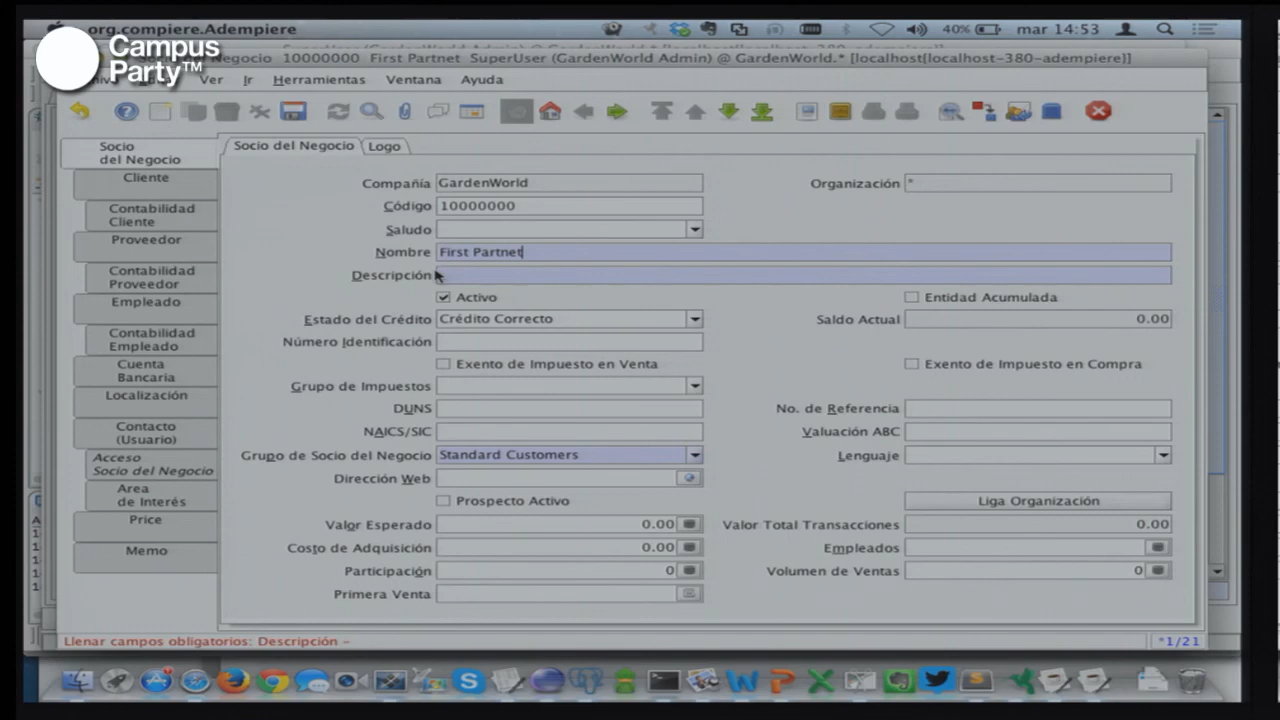 org.compiere.Adempiere
40%
mar 14:53
Campus
Party™
Negocio 10000000 First Partnet SuperUser (GardenWorld Admin) @ GardenWorld.* [localhost[localhost-380-adempiere]]
Ver Ir Herramientas Ventana Ayuda
Socio
del Negocio
Cliente
Contabilidad
Cliente
Proveedor
Contabilidad
Proveedor
Empleado
Contabilidad
Empleado
Cuenta
Bancaria
Localización
Contacto
(Usuario)
Acceso
Socio del Negocio
Area
de Interés
Price
Memo
Socio del Negocio Logo
Compañía GardenWorld Organización *
Código 10000000
Saludo
Nombre First Partnet
Descripción
Activo Entidad Acumulada
Estado del Crédito Crédito Correcto Saldo Actual 0.00
Número Identificación
Exento de Impuesto en Venta Exento de Impuesto en Compra
Grupo de Impuestos
DUNS No. de Referencia
NAICS/SIC Valuación ABC
Grupo de Socio del Negocio Standard Customers Lenguaje
Dirección Web
Prospecto Activo Liga Organización
Valor Esperado 0.00 Valor Total Transacciones 0.00
Costo de Adquisición 0.00 Empleados
Participación 0 Volumen de Ventas 0
Primera Venta
Llenar campos obligatorios: Descripción –
*1/21